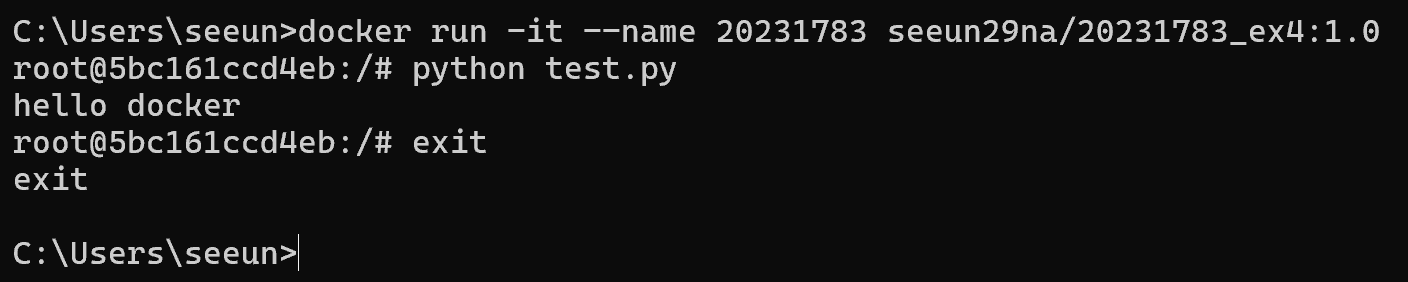 C:\Users\seeun>docker run -it --name 20231783 seeun29na/20231783_ex4:1.0
root@5bc161ccd4eb:/# python test.py
hello docker
root@5bc161ccd4eb:/# exit
exit
C:\Users\seeun>